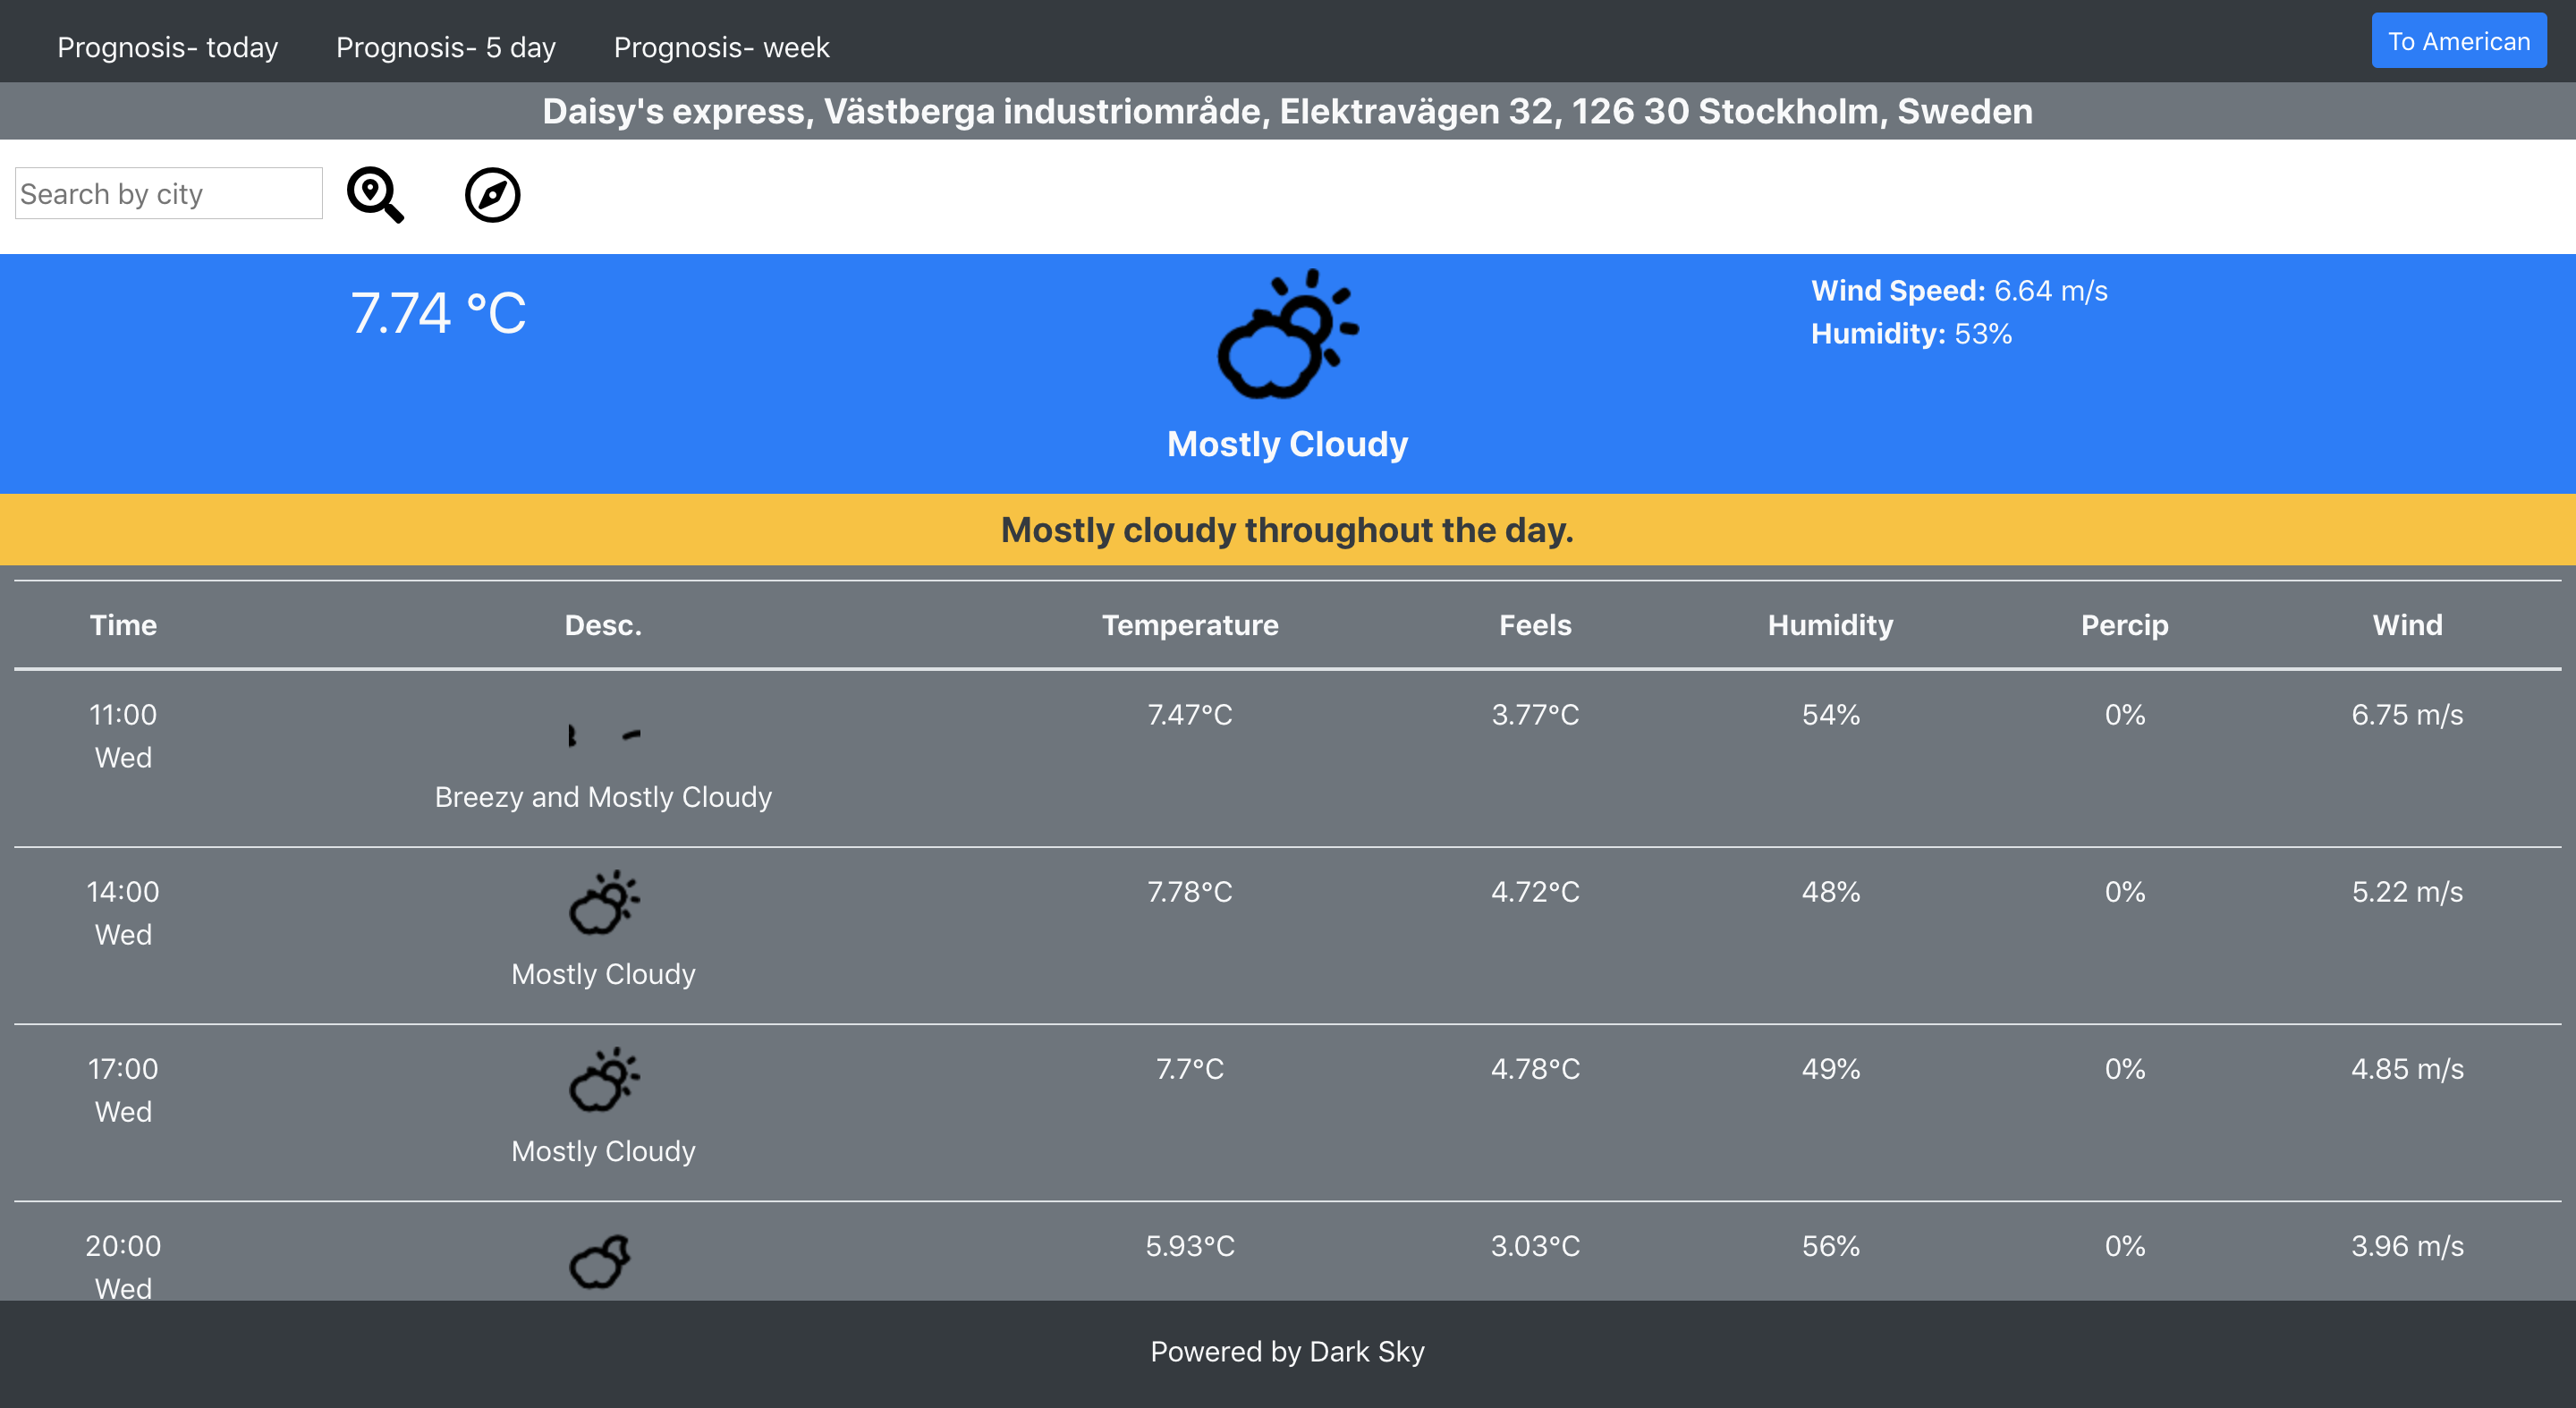 Prognosis- today Prognosis- 5 day Prognosis- week To American
Daisy's express, Västberga industriområde, Elektravägen 32, 126 30 Stockholm, Sweden
Search by city
7.74 °C
Mostly Cloudy
Wind Speed: 6.64 m/s
Humidity: 53%
Mostly cloudy throughout the day.
Time Desc. Temperature Feels Humidity Percip Wind
11:00 7.47°C 3.77°C 54% 0% 6.75 m/s
Wed
Breezy and Mostly Cloudy
14:00 7.78°C 4.72°C 48% 0% 5.22 m/s
Wed
Mostly Cloudy
17:00 7.7°C 4.78°C 49% 0% 4.85 m/s
Wed
Mostly Cloudy
20:00 5.93°C 3.03°C 56% 0% 3.96 m/s
Wed
Powered by Dark Sky